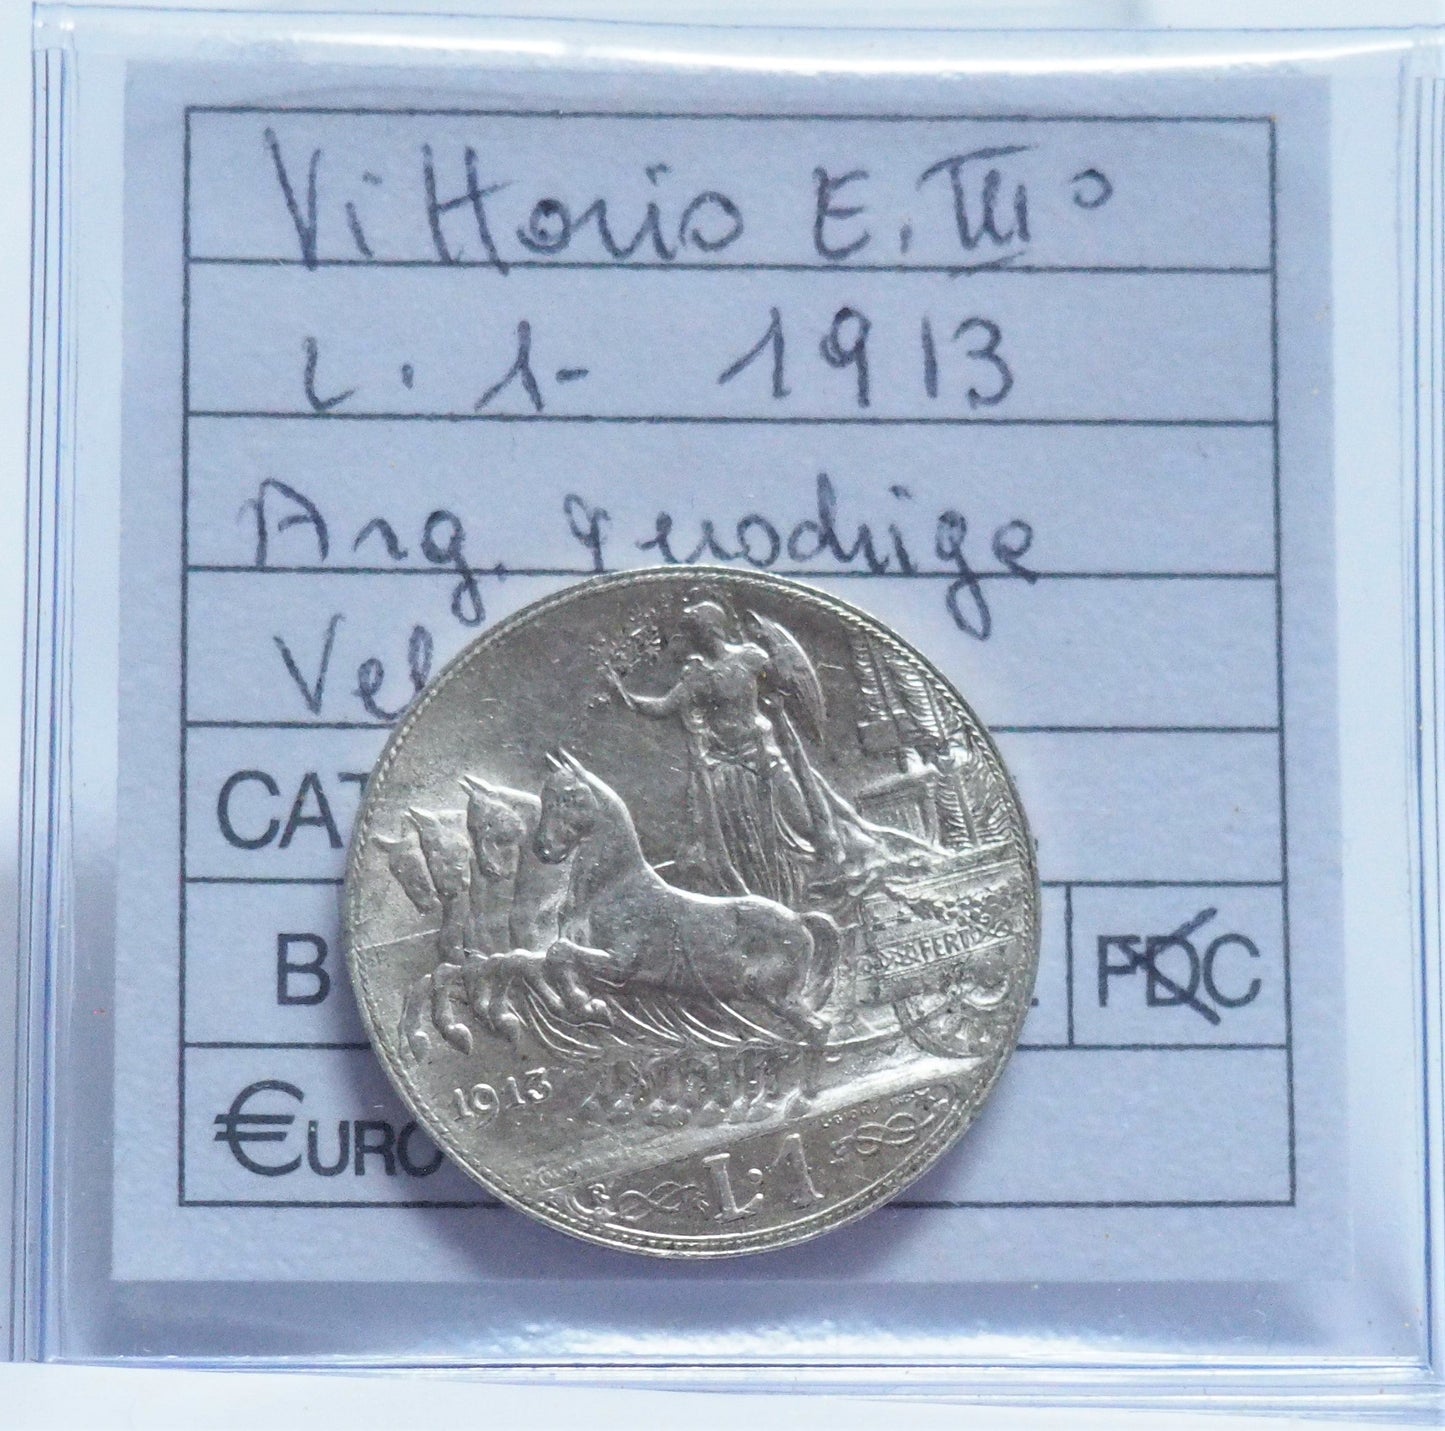 Vittorio E. III°
L. 1- 1913
Arg. quadriga
Vel
CAT
B
FDC
€URO
FERT
1913
R
L. 1